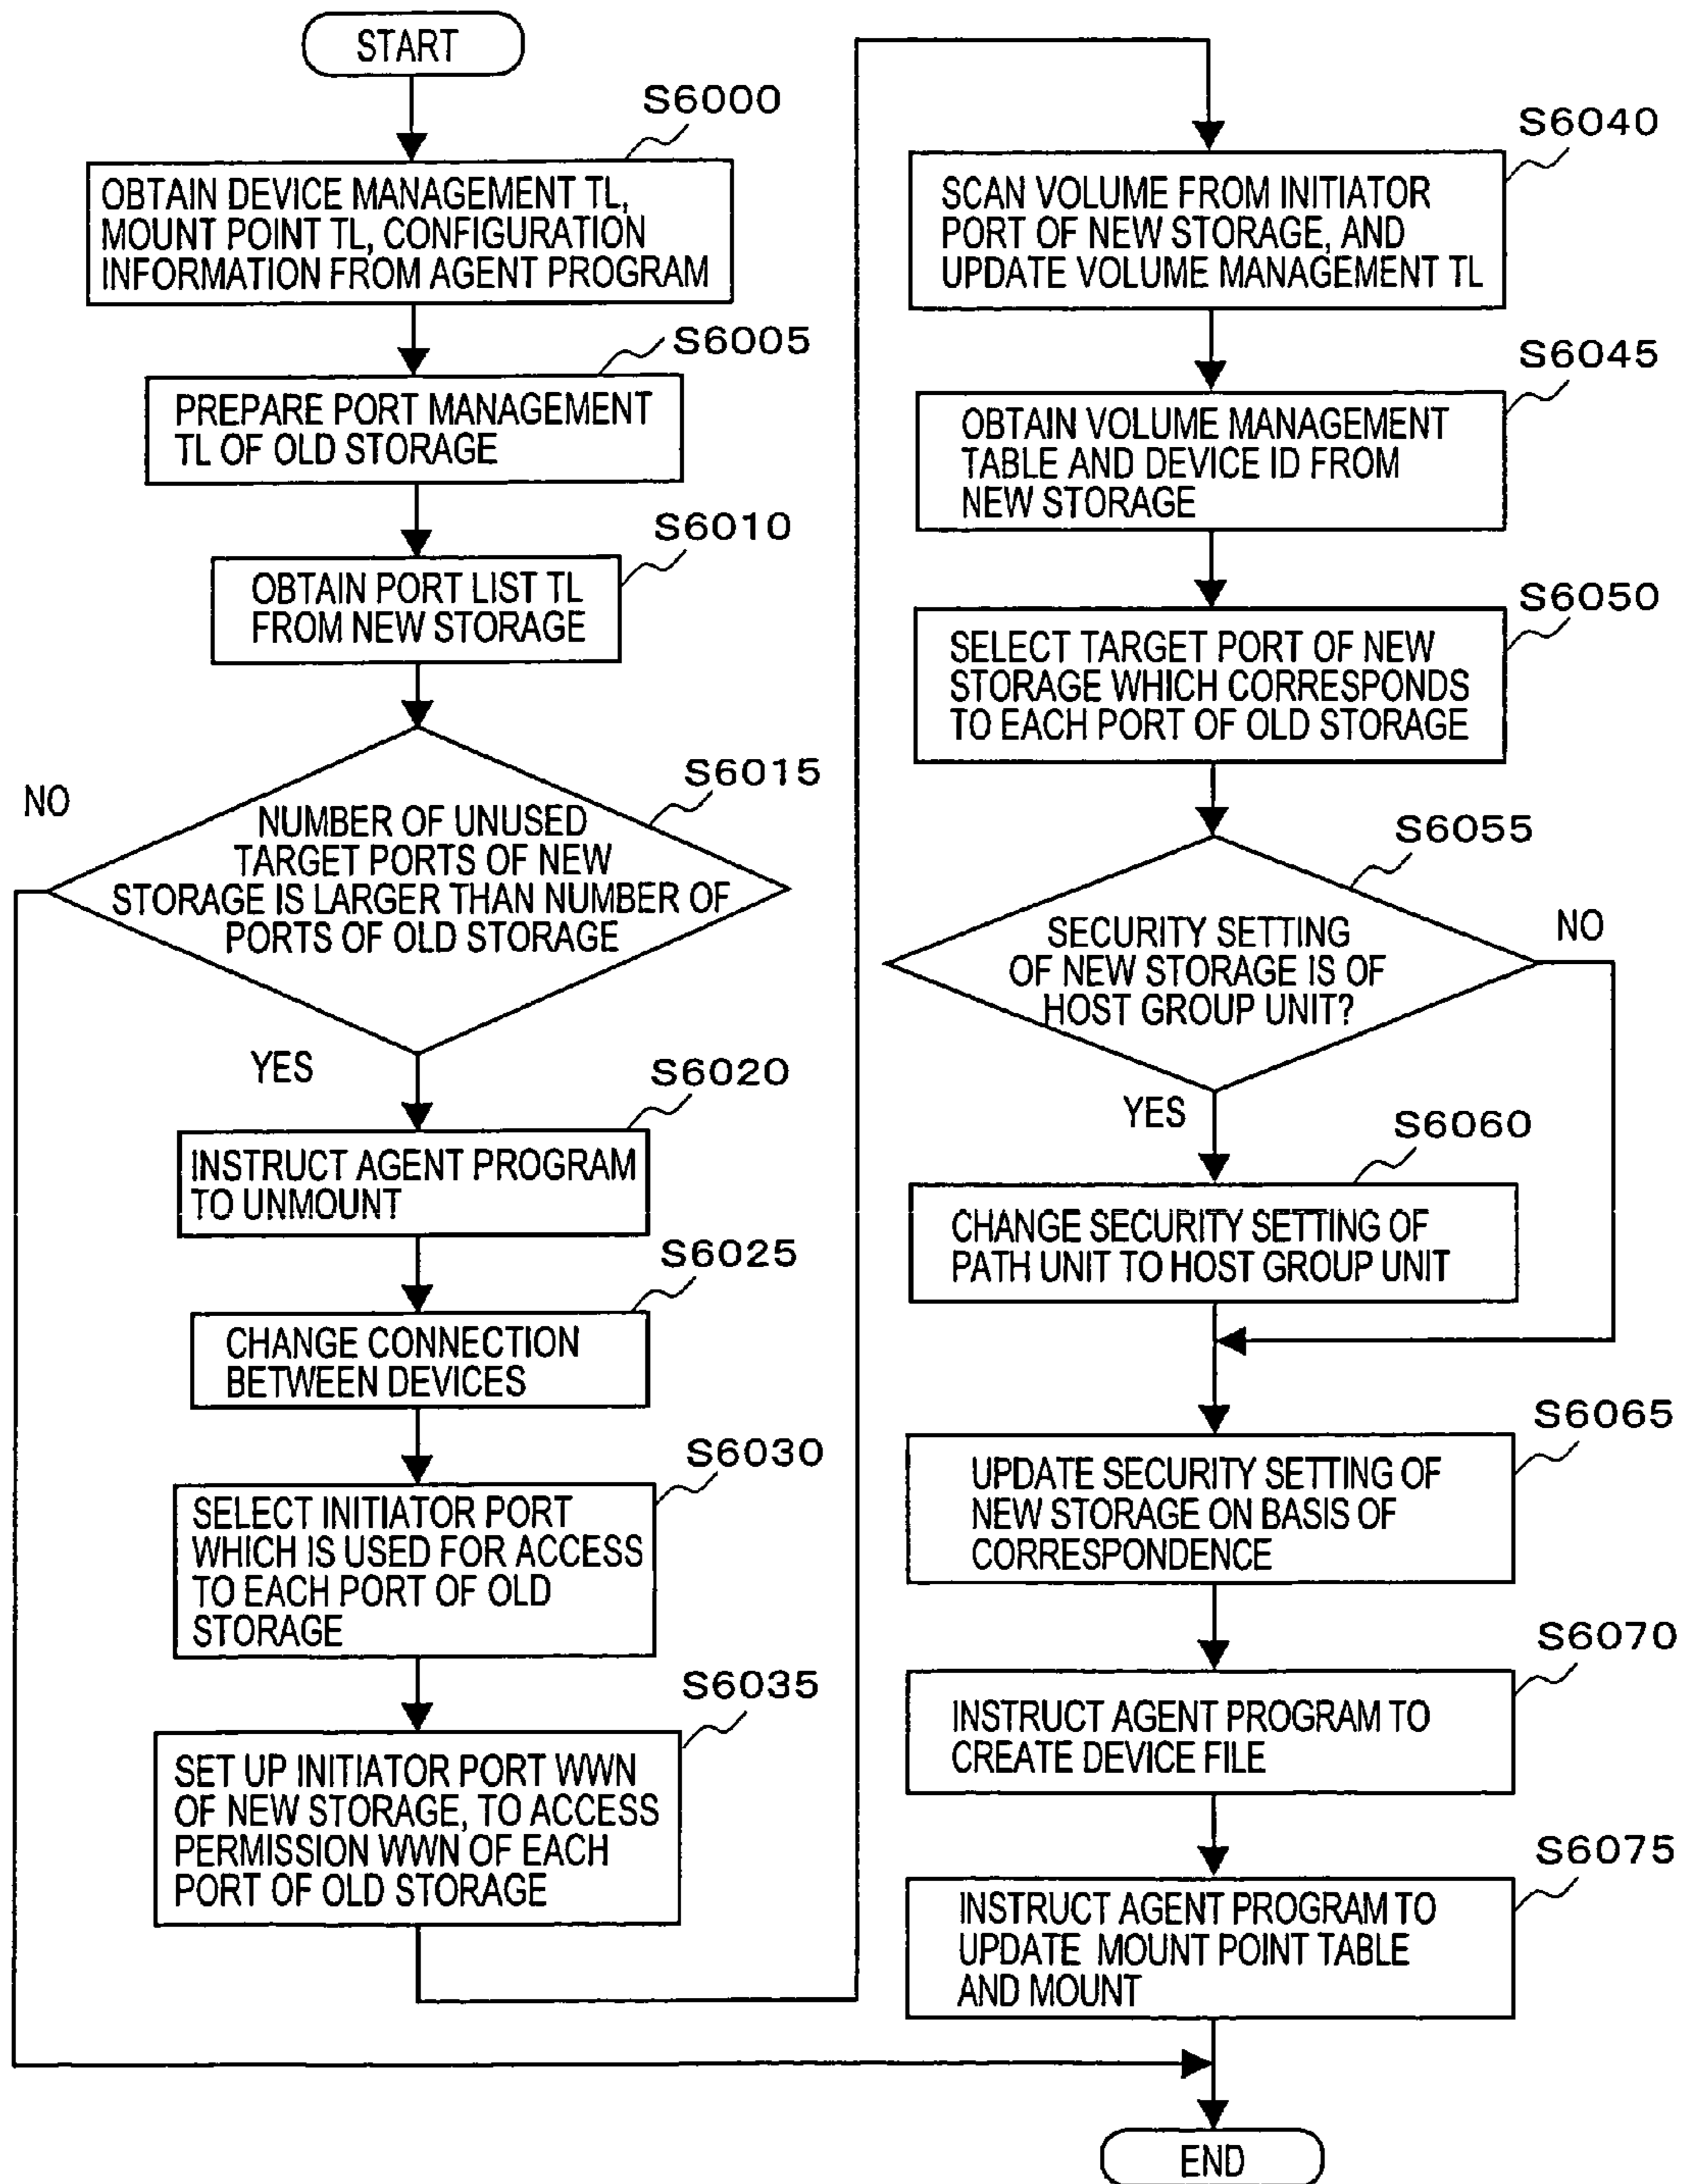 START
S6000
OBTAIN DEVICE MANAGEMENT TL,
MOUNT POINT TL, CONFIGURATION
INFORMATION FROM AGENT PROGRAM
S6005
PREPARE PORT MANAGEMENT
TL OF OLD STORAGE
S6010
OBTAIN PORT LIST TL
FROM NEW STORAGE
S6015
NO
NUMBER OF UNUSED
TARGET PORTS OF NEW
STORAGE IS LARGER THAN NUMBER OF
PORTS OF OLD STORAGE
YES
S6020
INSTRUCT AGENT PROGRAM
TO UNMOUNT
S6025
CHANGE CONNECTION
BETWEEN DEVICES
S6030
SELECT INITIATOR PORT
WHICH IS USED FOR ACCESS
TO EACH PORT OF OLD
STORAGE
S6035
SET UP INITIATOR PORT WWN
OF NEW STORAGE, TO ACCESS
PERMISSION WWN OF EACH
PORT OF OLD STORAGE
S6040
SCAN VOLUME FROM INITIATOR
PORT OF NEW STORAGE, AND
UPDATE VOLUME MANAGEMENT TL
S6045
OBTAIN VOLUME MANAGEMENT
TABLE AND DEVICE ID FROM
NEW STORAGE
S6050
SELECT TARGET PORT OF NEW
STORAGE WHICH CORRESPONDS
TO EACH PORT OF OLD STORAGE
S6055
SECURITY SETTING
OF NEW STORAGE IS OF
HOST GROUP UNIT?
NO
YES
S6060
CHANGE SECURITY SETTING OF
PATH UNIT TO HOST GROUP UNIT
S6065
UPDATE SECURITY SETTING OF
NEW STORAGE ON BASIS OF
CORRESPONDENCE
S6070
INSTRUCT AGENT PROGRAM TO
CREATE DEVICE FILE
S6075
INSTRUCT AGENT PROGRAM TO
UPDATE MOUNT POINT TABLE
AND MOUNT
END